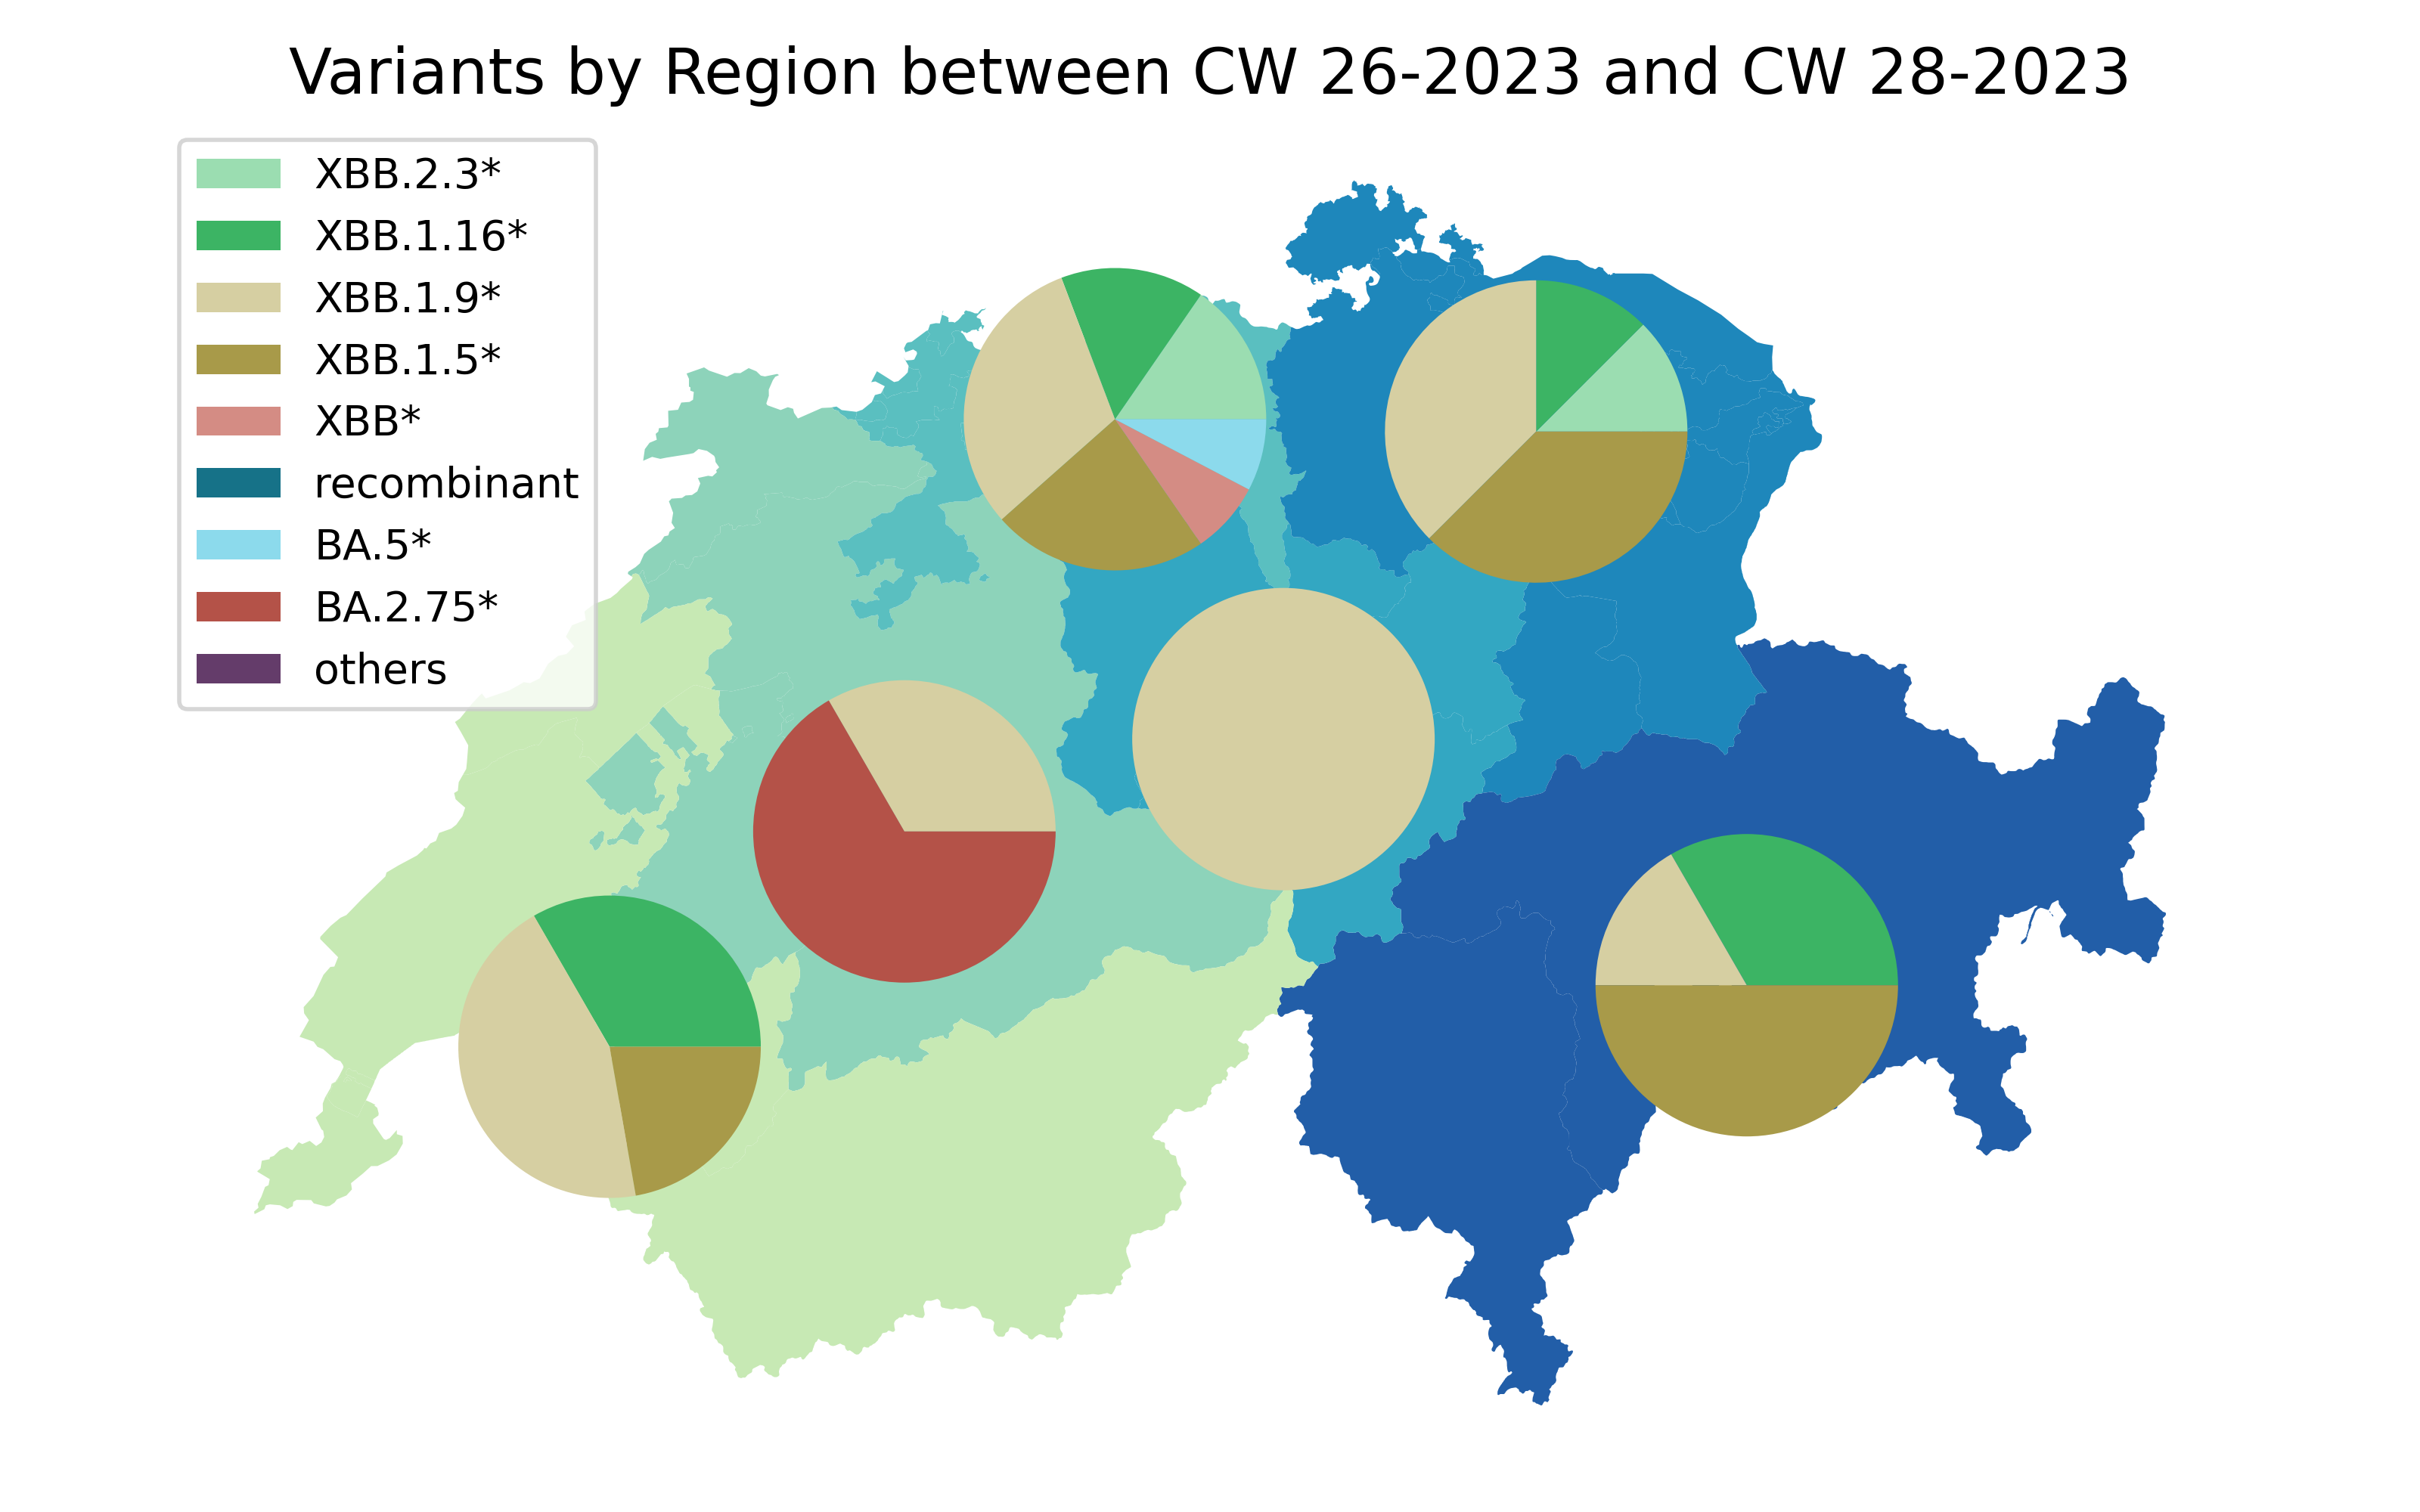 Variants by Region between CW 26-2023 and CW 28-2023
XBB.2.3*
XBB.1.16*
XBB.1.9*
XBB.1.5*
XBB*
recombinant
BA.5*
BA.2.75*
others